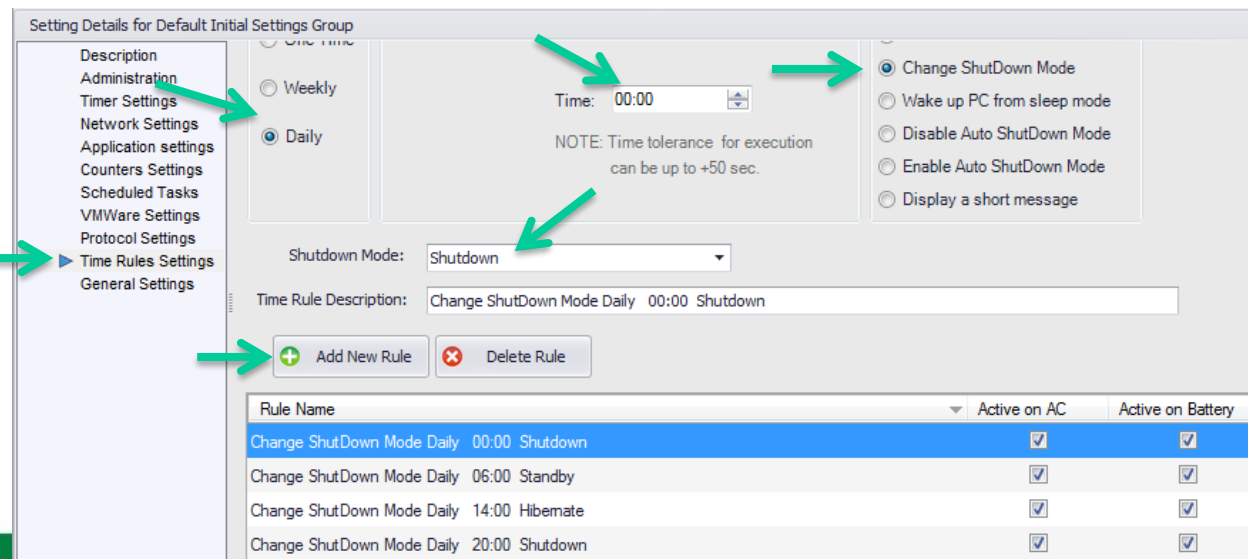 Setting Details for Default Initial Settings Group
Description
Administration
Timer Settings
Network Settings
Application settings
Counters Settings
Scheduled Tasks
VMWare Settings
Protocol Settings
Time Rules Settings
General Settings
One Time
Weekly
Daily
Time: 00:00
NOTE: Time tolerance for execution
can be up to +50 sec.
Change ShutDown Mode
Wake up PC from sleep mode
Disable Auto ShutDown Mode
Enable Auto ShutDown Mode
Display a short message
Shutdown Mode: Shutdown
Time Rule Description: Change ShutDown Mode Daily 00:00 Shutdown
Add New Rule Delete Rule
Rule Name Active on AC Active on Battery
Change ShutDown Mode Daily 00:00 Shutdown
Change ShutDown Mode Daily 06:00 Standby
Change ShutDown Mode Daily 14:00 Hibernate
Change ShutDown Mode Daily 20:00 Shutdown